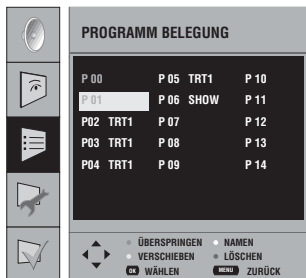 PROGRAMM BELEGUNG
P 00 P 05 TRT1 P 10
P 01 P 06 SHOW P 11
P02 TRT1 P 07 P 12
P03 TRT1 P 08 P 13
P04 TRT1 P 09 P 14
ÜBERSPRINGEN NAMEN
VERSCHIEBEN LÖSCHEN
OK WÄHLEN MENU ZURÜCK